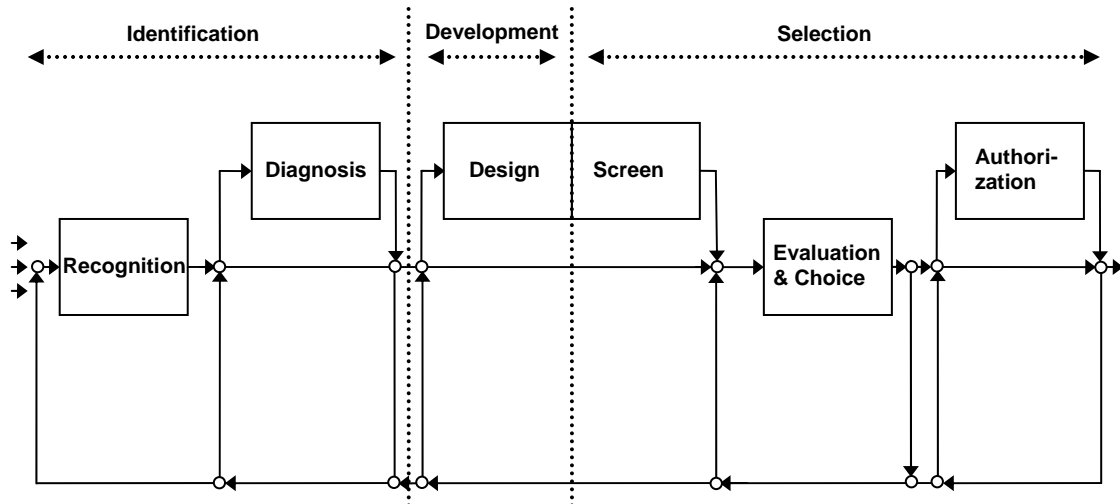 Identification
Development
Selection
Diagnosis
Design
Screen
Authori-
zation
Recognition
Evaluation
& Choice